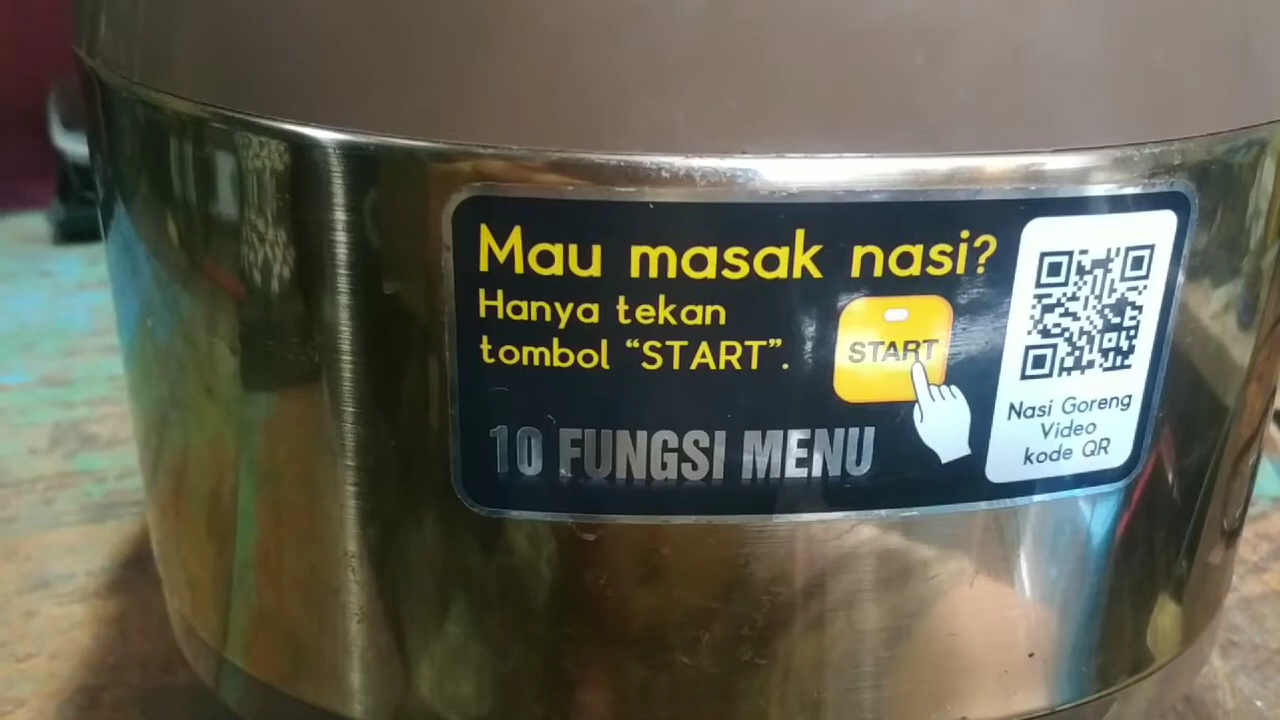 Mau masak nasi?
Hanya tekan
tombol “START”.
START
10 FUNGSI MENU
Nasi Goreng
Video
kode QR